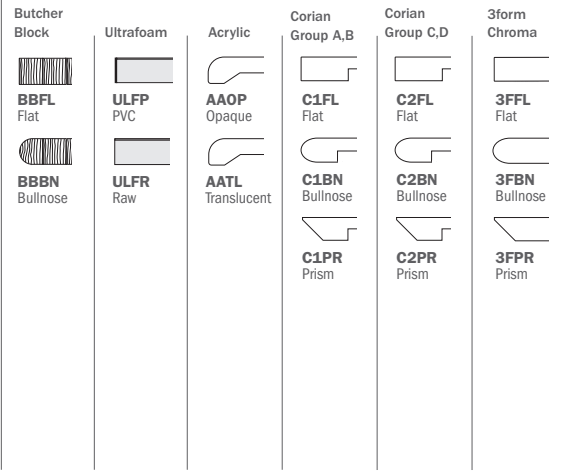 Butcher
Block
BBFL
Flat
BBBN
Bullnose
Ultrafoam
ULFP
PVC
ULFR
Raw
Acrylic
AAOP
Opaque
AATL
Translucent
Corian
Group A,B
C1FL
Flat
C1BN
Bullnose
C1PR
Prism
Corian
Group C,D
C2FL
Flat
C2BN
Bullnose
C2PR
Prism
3form
Chroma
3FFL
Flat
3FBN
Bullnose
3FPR
Prism